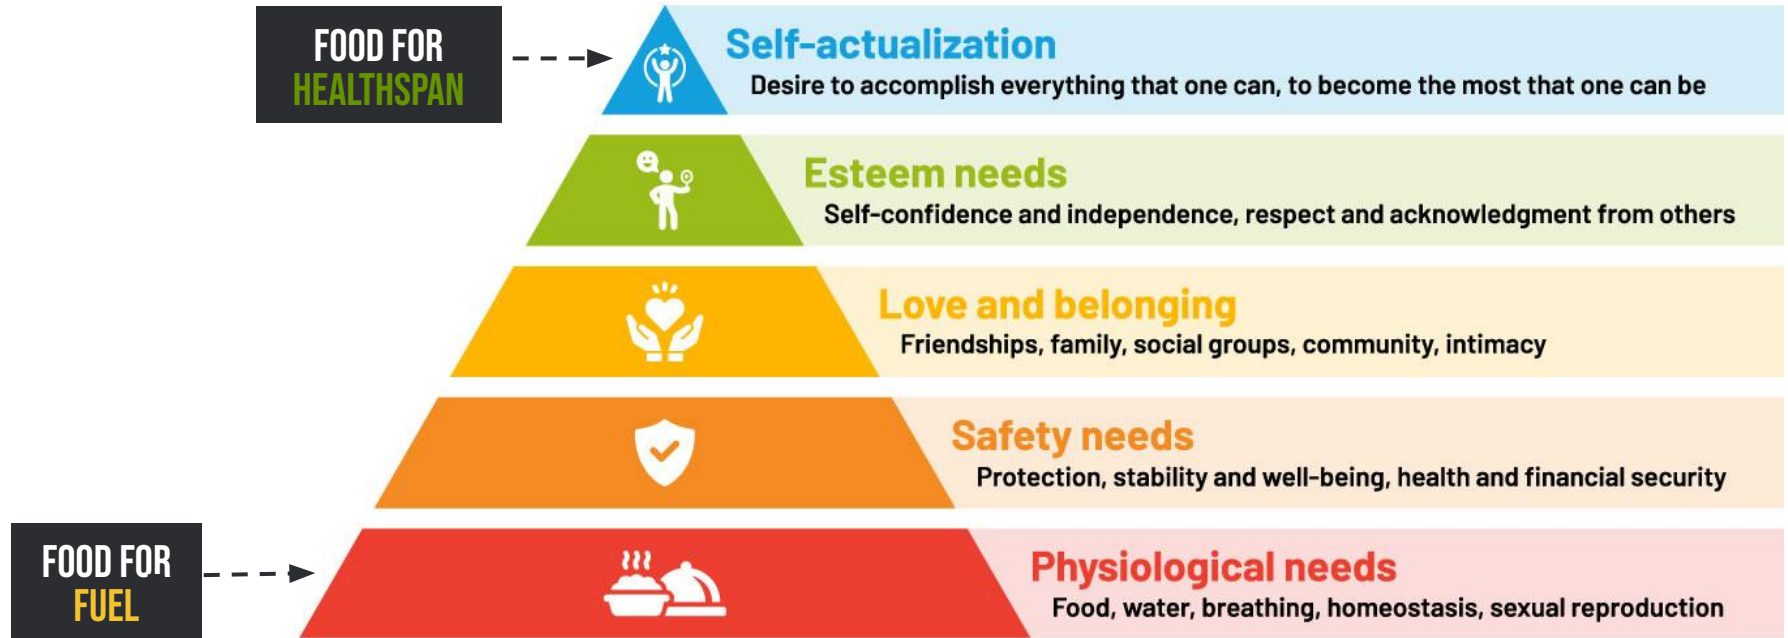 FOOD FOR
HEALTHSPAN
Self-actualization
Desire to accomplish everything that one can, to become the most that one can be
Esteem needs
Self-confidence and independence, respect and acknowledgment from others
Love and belonging
Friendships, family, social groups, community, intimacy
Safety needs
Protection, stability and well-being, health and financial security
FOOD FOR
FUEL
Physiological needs
Food, water, breathing, homeostasis, sexual reproduction